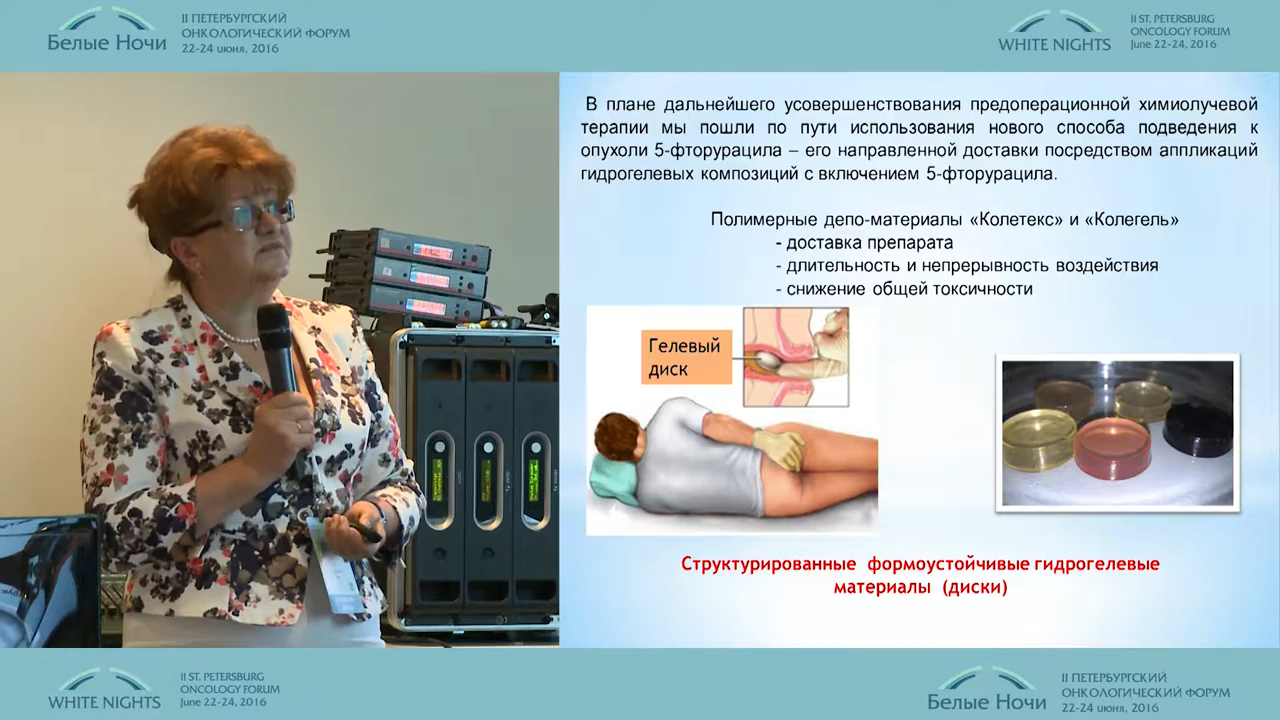 Белые Ночи
II ПЕТЕРБУРГСКИЙ
ОНКОЛОГИЧЕСКИЙ ФОРУМ
22-24 июня, 2016
WHITE NIGHTS
II ST. PETERSBURG
ONCOLOGY FORUM
June 22-24, 2016
В плане дальнейшего усовершенствования предоперационной химиолучевой
терапии мы пошли по пути использования нового способа подведения к
опухоли 5-фторурацила – его направленной доставки посредством аппликаций
гидрогелевых композиций с включением 5-фторурацила.
Полимерные депо-материалы «Колетекс» и «Колегель»
- доставка препарата
- длительность и непрерывность воздействия
- снижение общей токсичности
Гелевый
диск
Структурированные формоустойчивые гидрогелевые
материалы (диски)
WHITE NIGHTS
II ST. PETERSBURG
ONCOLOGY FORUM
June 22-24, 2016
Белые Ночи
II ПЕТЕРБУРГСКИЙ
ОНКОЛОГИЧЕСКИЙ ФОРУМ
22-24 июня, 2016